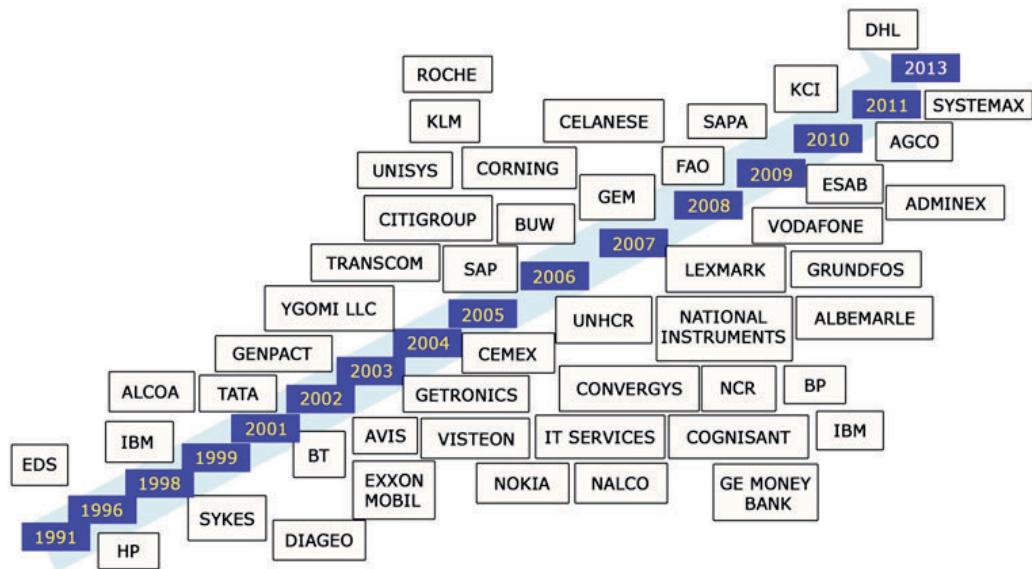 DHL
2013
ROCHE
KCI
2011
SYSTEMAX
KLM
CELANESE
SAPA
2010
AGCO
UNISYS
CORNING
FAO
2009
ESAB
ADMINEX
GEM
2008
CITIGROUP
BUW
VODAFONE
2007
TRANSCOM
SAP
2006
LEXMARK
GRUNDFOS
YGOMI LLC
2005
UNHCR
NATIONAL
INSTRUMENTS
ALBEMARLE
GENPACT
2004
CEMEX
2003
ALCOA
TATA
2002
GETRONICS
CONVERGYS
NCR
BP
2001
IBM
BT
AVIS
VISTEON
IT SERVICES
COGNISANT
IBM
EDS
1999
1998
EXXON
MOBIL
NOKIA
NALCO
GE MONEY
BANK
1996
SYKES
1991
HP
DIAGEO